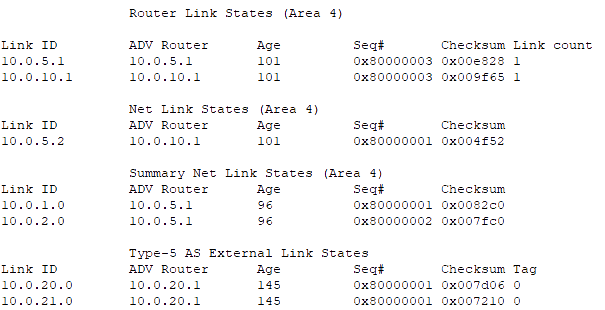 Router Link States (Area 4)
Link ID ADV Router Age Seq# Checksum Link count
10.0.5.1 10.0.5.1 101 0x80000003 0x00e828 1
10.0.10.1 10.0.10.1 101 0x80000003 0x009f65 1
Net Link States (Area 4)
Link ID ADV Router Age Seq# Checksum
10.0.5.2 10.0.10.1 101 0x80000001 0x004f52
Summary Net Link States (Area 4)
Link ID ADV Router Age Seq# Checksum
10.0.1.0 10.0.5.1 96 0x80000001 0x0082c0
10.0.2.0 10.0.5.1 96 0x80000002 0x007fc0
Type-5 AS External Link States
Link ID ADV Router Age Seq# Checksum Tag
10.0.20.0 10.0.20.1 145 0x80000001 0x007d06 0
10.0.21.0 10.0.20.1 145 0x80000001 0x007210 0